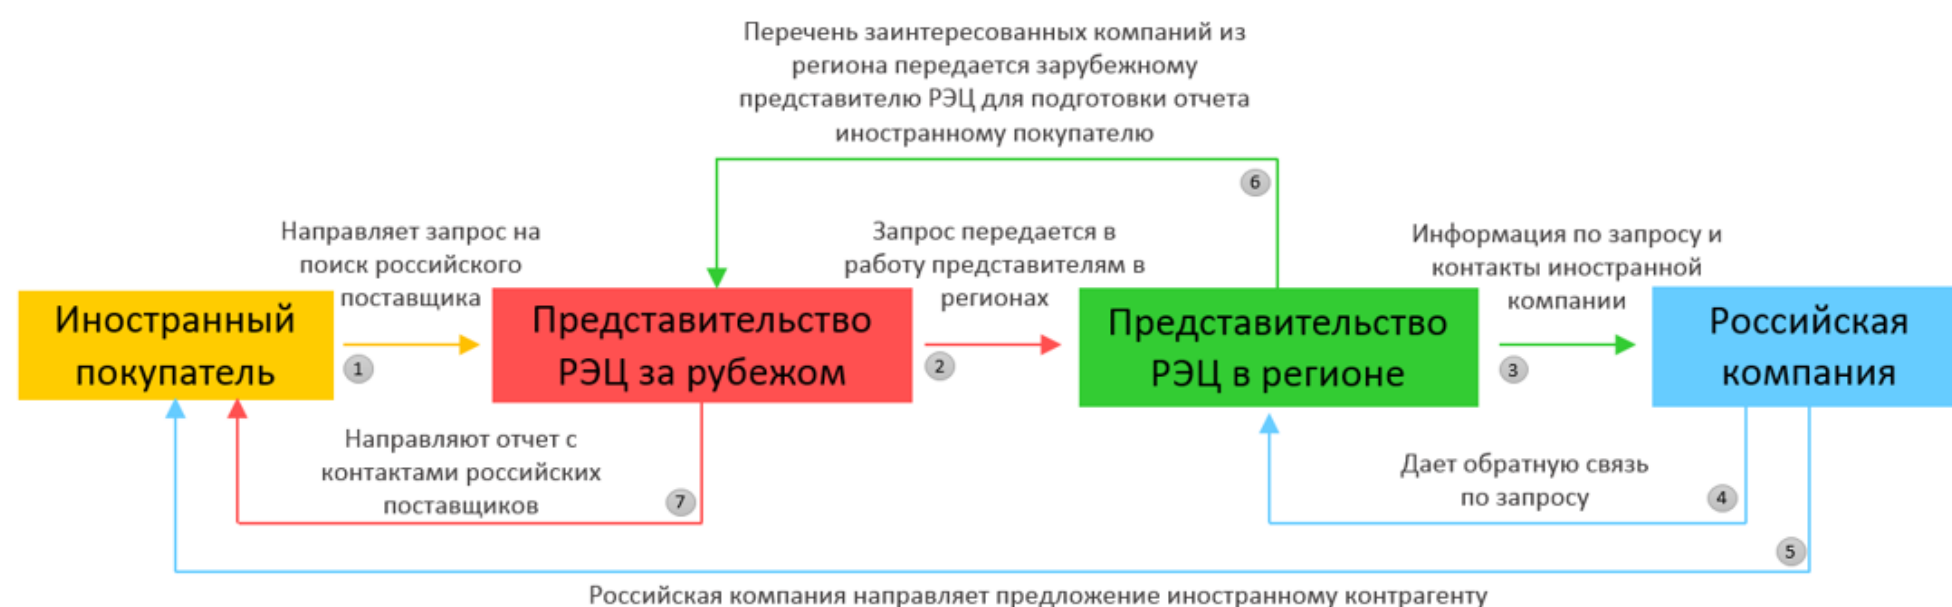 Перечень заинтересованных компаний из
региона передается зарубежному
представителю РЭЦ для подготовки отчета
иностранному покупателю
6
Направляет запрос на
поиск российского
поставщика
Запрос передается в
работу представителям в
регионах
Информация по запросу и
контакты иностранной
компании
Иностранный
покупатель
1
Представительство
РЭЦ за рубежом
2
Представительство
РЭЦ в регионе
3
Российская
компания
Направляют отчет с
контактами российских
поставщиков
7
Дает обратную связь
по запросу
4
5
Российская компания направляет предложение иностранному контрагенту